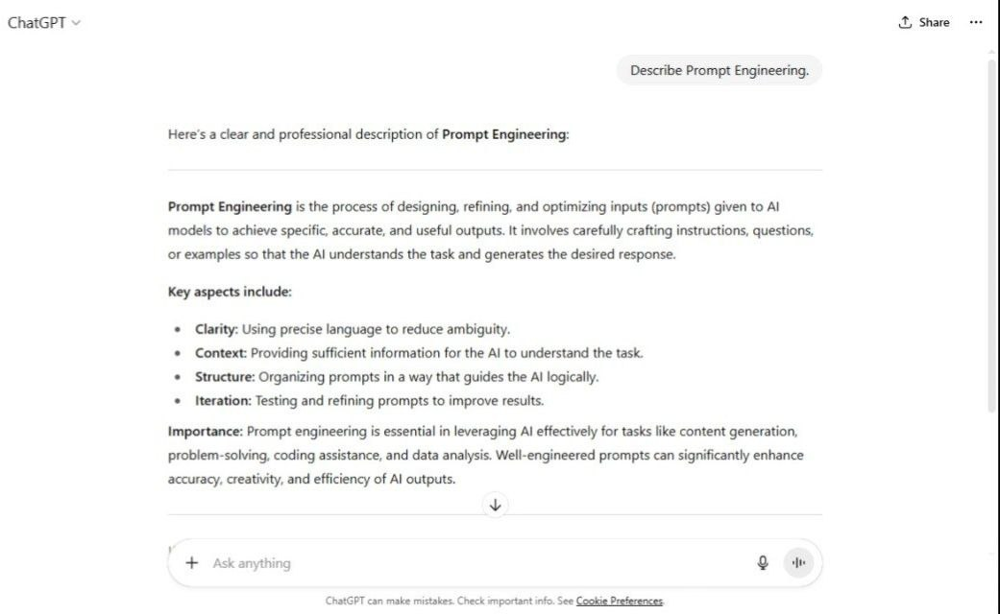 ChatGPT
Share
Describe Prompt Engineering.
Here's a clear and professional description of Prompt Engineering:
Prompt Engineering is the process of designing, refining, and optimizing inputs (prompts) given to AI
models to achieve specific, accurate, and useful outputs. It involves carefully crafting instructions, questions,
or examples so that the AI understands the task and generates the desired response.
Key aspects include:
• Clarity: Using precise language to reduce ambiguity.
• Context: Providing sufficient information for the AI to understand the task.
• Structure: Organizing prompts in a way that guides the AI logically.
• Iteration: Testing and refining prompts to improve results.
Importance: Prompt engineering is essential in leveraging AI effectively for tasks like content generation,
problem-solving, coding assistance, and data analysis. Well-engineered prompts can significantly enhance
accuracy, creativity, and efficiency of AI outputs.
Ask anything
ChatGPT can make mistakes. Check important info. See Cookie Preferences.